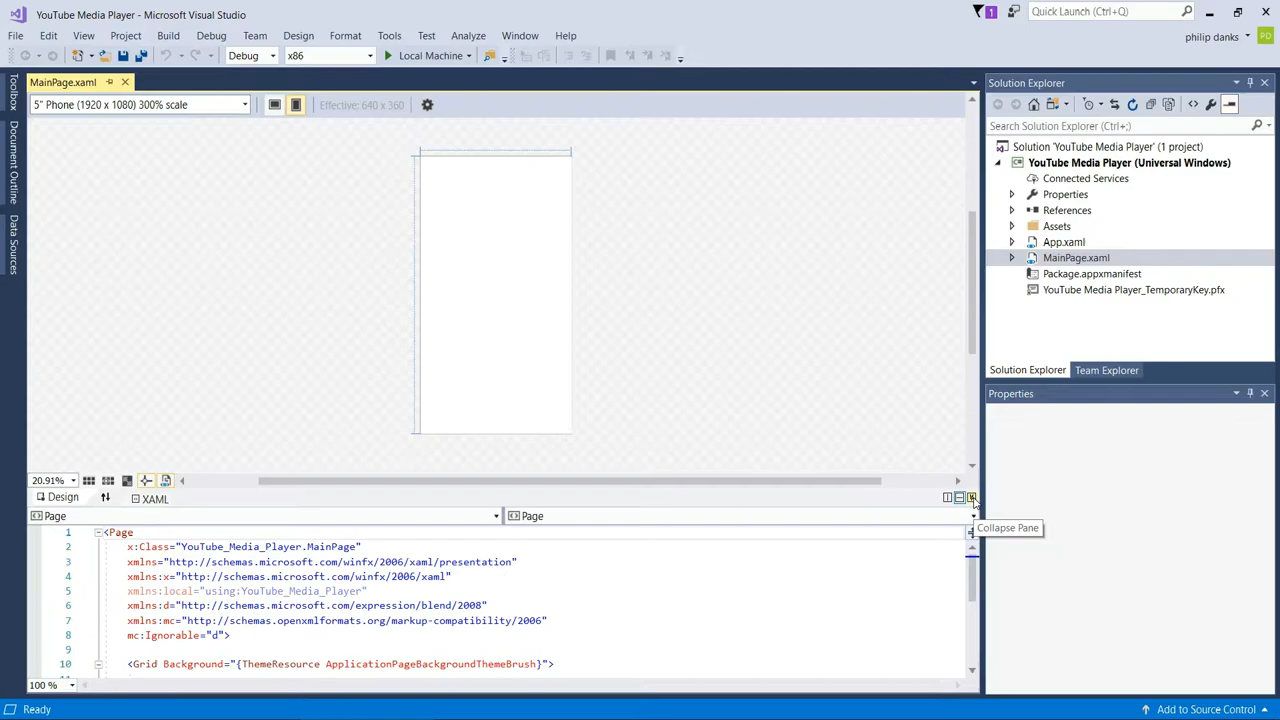 YouTube Media Player - Microsoft Visual Studio
1
Quick Launch (Ctrl+Q)
File Edit View Project Build Debug Team Design Format Tools Test Analyze Window Help
philip danks
PD
Debug x86 Local Machine
Toolbox
Document Outline
Data Sources
MainPage.xaml
5" Phone (1920 x 1080) 300% scale
Effective: 640 x 360
20.91%
Design
XAML
Page
Page
Collapse Pane
1 <Page
2 x:Class="YouTube_Media_Player.MainPage"
3 xmlns="http://schemas.microsoft.com/winfx/2006/xaml/presentation"
4 xmlns:x="http://schemas.microsoft.com/winfx/2006/xaml"
5 xmlns:local="using:YouTube_Media_Player"
6 xmlns:d="http://schemas.microsoft.com/expression/blend/2008"
7 xmlns:mc="http://schemas.openxmlformats.org/markup-compatibility/2006"
8 mc:Ignorable="d">
9
10 <Grid Background="{ThemeResource ApplicationPageBackgroundThemeBrush}">
100 %
Solution Explorer
Search Solution Explorer (Ctrl+;)
Solution 'YouTube Media Player' (1 project)
YouTube Media Player (Universal Windows)
Connected Services
Properties
References
Assets
App.xaml
MainPage.xaml
Package.appxmanifest
YouTube Media Player_TemporaryKey.pfx
Solution Explorer Team Explorer
Properties
Ready
Add to Source Control